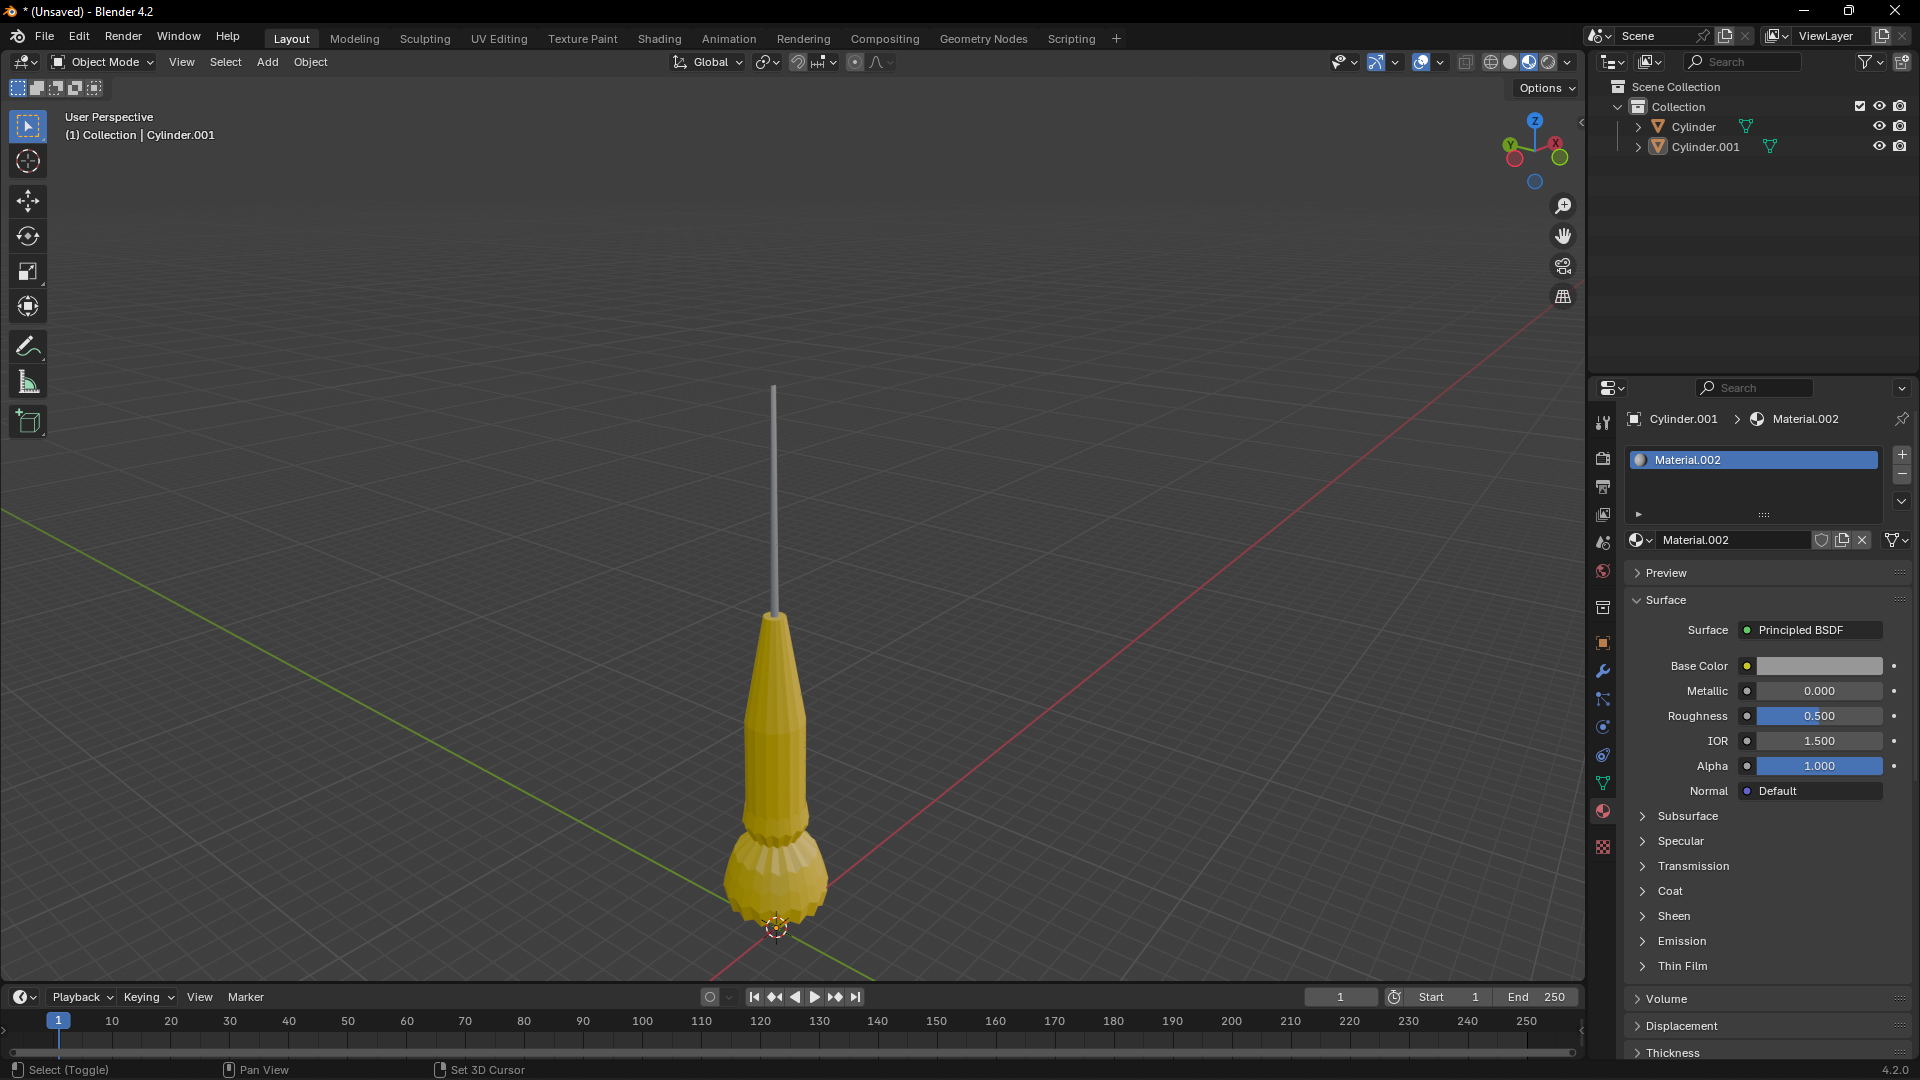 * (Unsaved) - Blender 4.2
File Edit Render Window Help
Layout Modeling Sculpting UV Editing Texture Paint Shading Animation Rendering Compositing Geometry Nodes Scripting +
Scene
ViewLayer
Object Mode View Select Add Object
Global
Search
Options
User Perspective
(1) Collection | Cylinder.001
Z
Y
X
Scene Collection
Collection
Cylinder
Cylinder.001
Search
Cylinder.001 > Material.002
Material.002
Material.002
Preview
Surface
Surface Principled BSDF
Base Color
Metallic 0.000
Roughness 0.500
IOR 1.500
Alpha 1.000
Normal Default
Subsurface
Specular
Transmission
Coat
Sheen
Emission
Thin Film
Volume
Displacement
Thickness
Playback Keying View Marker
1
Start 1
End 250
1 10 20 30 40 50 60 70 80 90 100 110 120 130 140 150 160 170 180 190 200 210 220 230 240 250
Select (Toggle)
Pan View
Set 3D Cursor
4.2.0